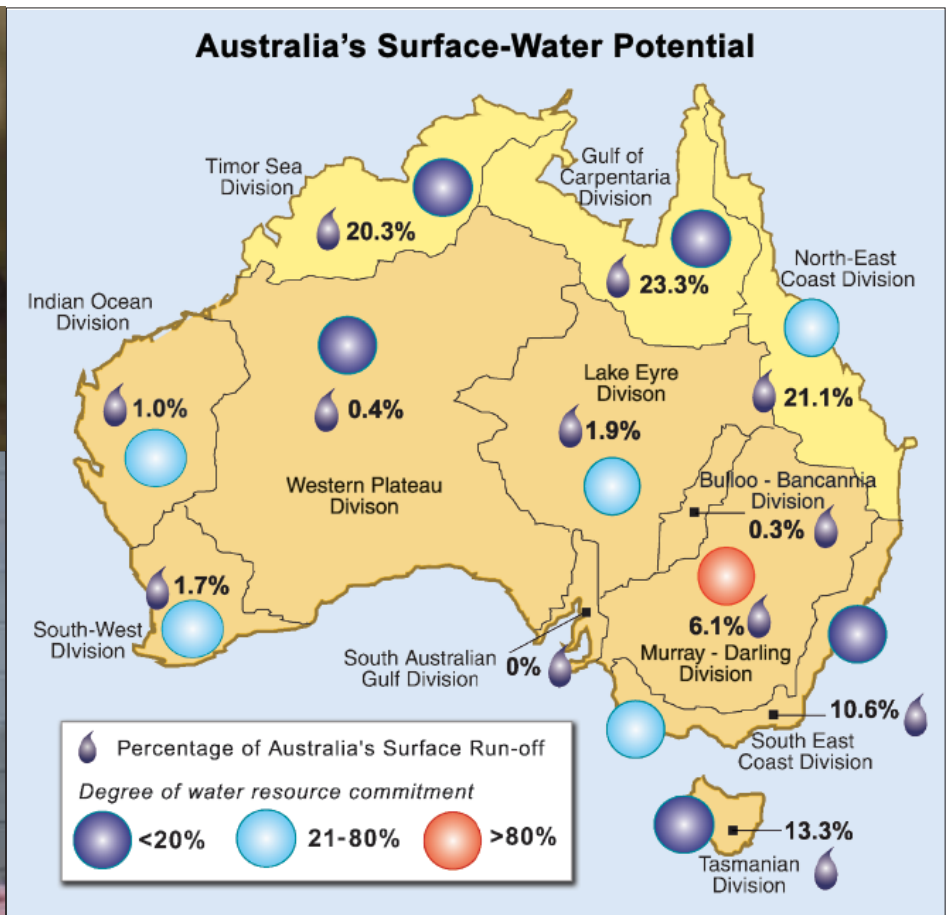 Australia's Surface-Water Potential
Timor Sea
Division
20.3%
Gulf of
Carpentaria
Division
23.3%
North-East
Coast Division
21.1%
Indian Ocean
Division
1.0%
0.4%
Western Plateau
Divison
Lake Eyre
Divison
1.9%
Bulloo - Bancannia
Division
0.3%
1.7%
South-West
DIvision
South Australian
Gulf Division
0%
6.1%
Murray - Darling
Division
10.6%
South East
Coast Division
13.3%
Tasmanian
Division
Percentage of Australia's Surface Run-off
Degree of water resource commitment
<20%
21-80%
>80%